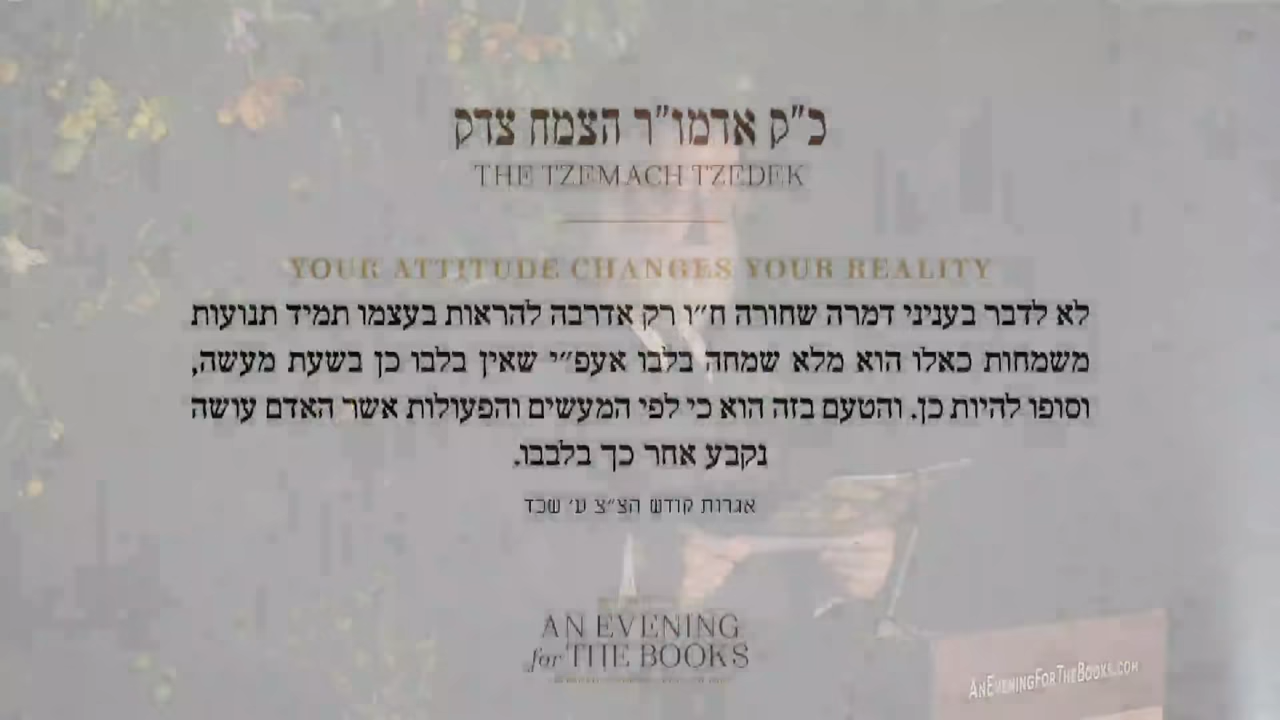 כ"ק אדמו"ר הצמח צדק
THE TZEMACH TZEDEK
YOUR ATTITUDE CHANGES YOUR REALITY
לא לדבר בעניני דמרה שחורה ח״ו רק אדרבה להראות בעצמו תמיד תנועות
משמחות כאלו הוא מלא שמחה בלבו אעפ״י שאין בלבו כן בשעת מעשה,
וסופו להיות כן. והטעם בזה הוא כי לפי המעשים והפעולות אשר האדם עושה
נקבע אחר כך בלבבו.
אגרות קודש הצ״צ ע׳ שכד
AN EVENING
for THE BOOKS
ANEVENINGFORTHEBOOKS.COM